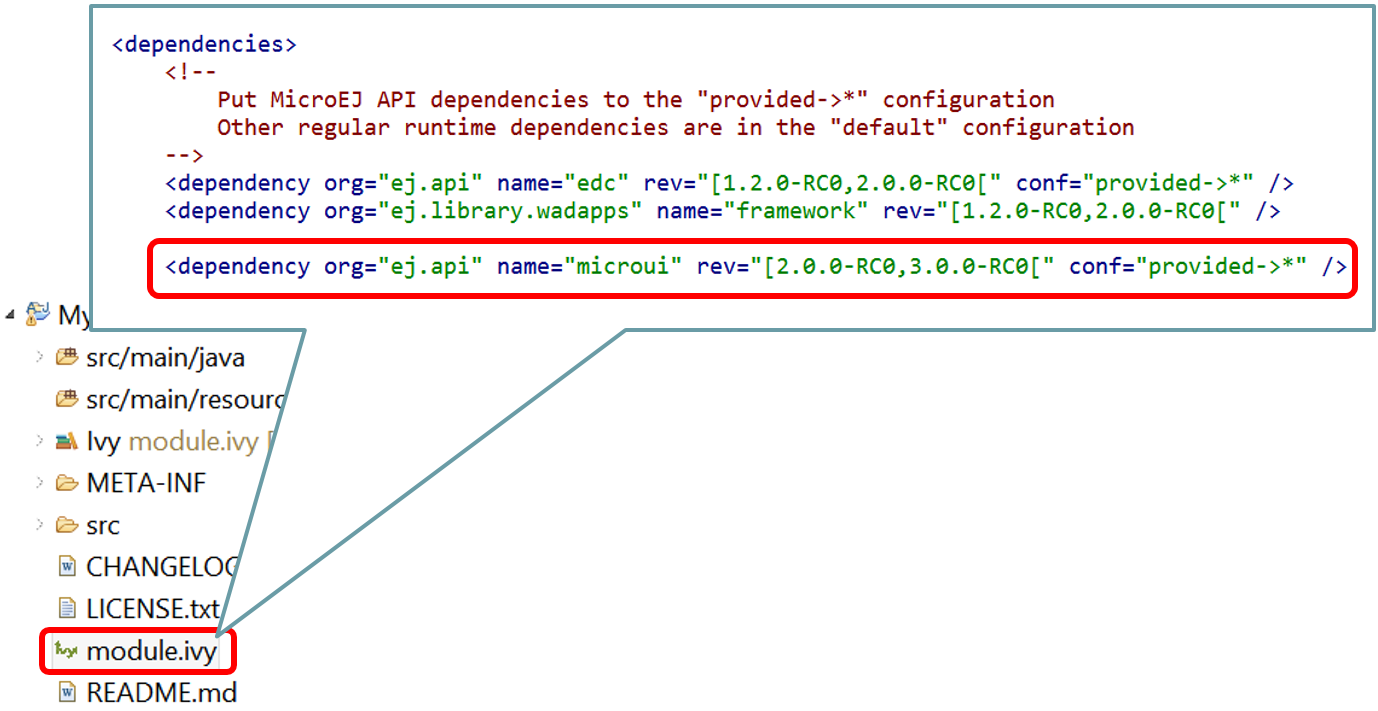 <dependencies>
<!--
Put MicroEJ API dependencies to the "provided->*" configuration
Other regular runtime dependencies are in the "default" configuration
-->
<dependency org="ej.api" name="edc" rev="[1.2.0-RC0,2.0.0-RC0[" conf="provided->*" />
<dependency org="ej.library.wadapps" name="framework" rev="[1.2.0-RC0,2.0.0-RC0[" />
<dependency org="ej.api" name="microui" rev="[2.0.0-RC0,3.0.0-RC0[" conf="provided->*" />
My
src/main/java
src/main/resourc
Ivy module.ivy [
META-INF
src
CHANGELOG
LICENSE.txt
module.ivy
README.md